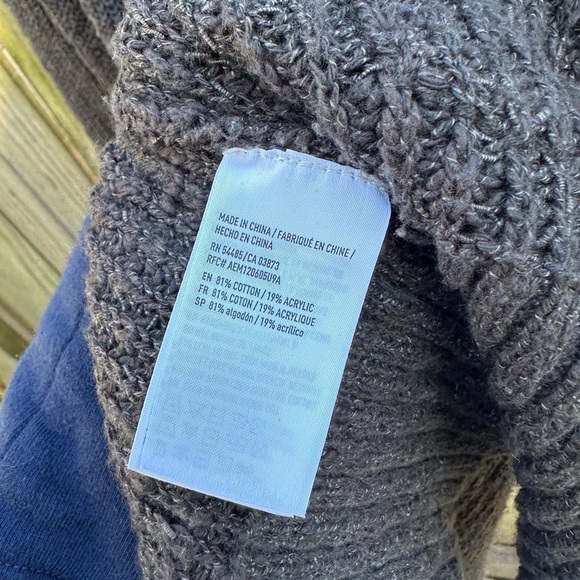 MADE IN CHINA / FABRIQUÉ EN CHINE /
HECHO EN CHINA
RN 54485/CA 03873
RFC# AEM120605U9A
EN 81% COTTON / 19% ACRYLIC
FR 81% COTON / 19% ACRYLIQUE
SP 81% algodón / 19% acrílico